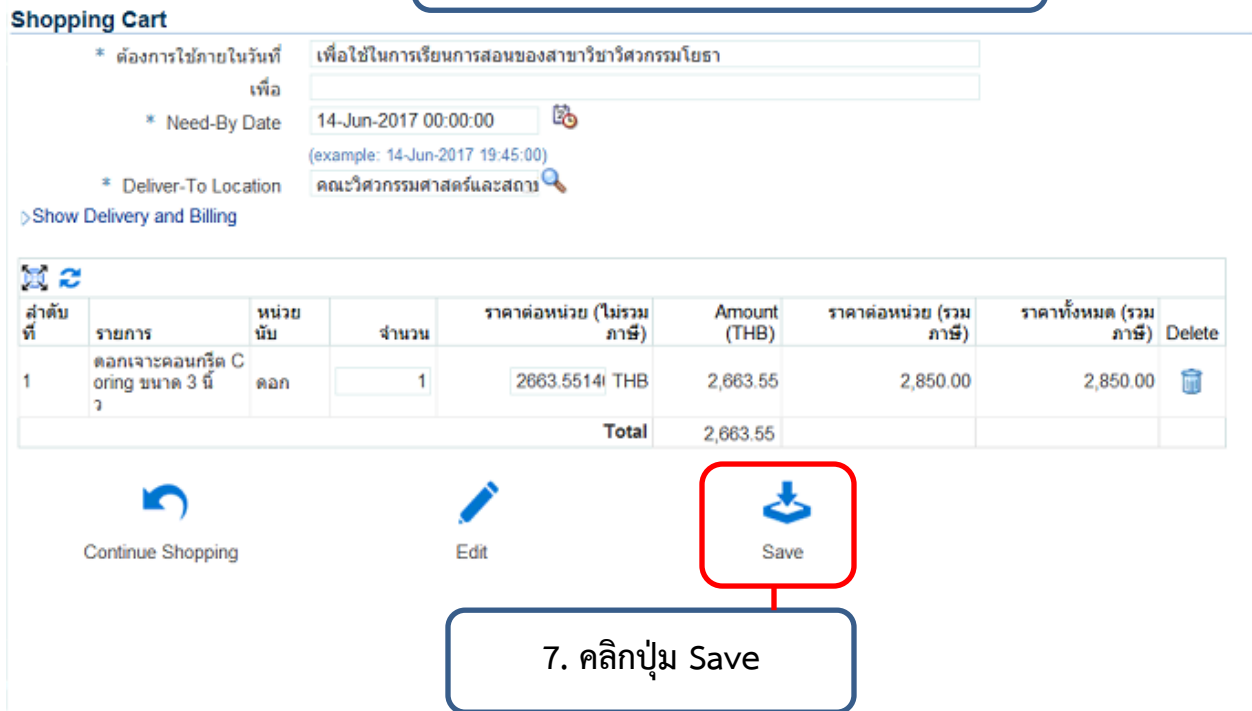 Shopping Cart
* ต้องการใช้ภายในวันที่ เพื่อใช้ในการเรียนการสอนของสาขาวิชาวิศวกรรมโยธา
เพื่อ
* Need-By Date 14-Jun-2017 00:00:00
(example: 14-Jun-2017 19:45:00)
* Deliver-To Location คณะวิศวกรรมศาสตร์และสถาป
Show Delivery and Billing
ลำดับ หน่วย ราคาต่อหน่วย (ไม่รวม Amount ราคาต่อหน่วย (รวม ราคาทั้งหมด (รวม
ที่ รายการ นับ จำนวน ภาษี) (THB) ภาษี) ภาษี) Delete
ดอกเจาะคอนกรีต C
1 oring ขนาด 3 นิ้ ดอก 1 2663.5514 THB 2,663.55 2,850.00 2,850.00
ว
Total 2,663.55
Continue Shopping Edit Save
7. คลิกปุ่ม Save